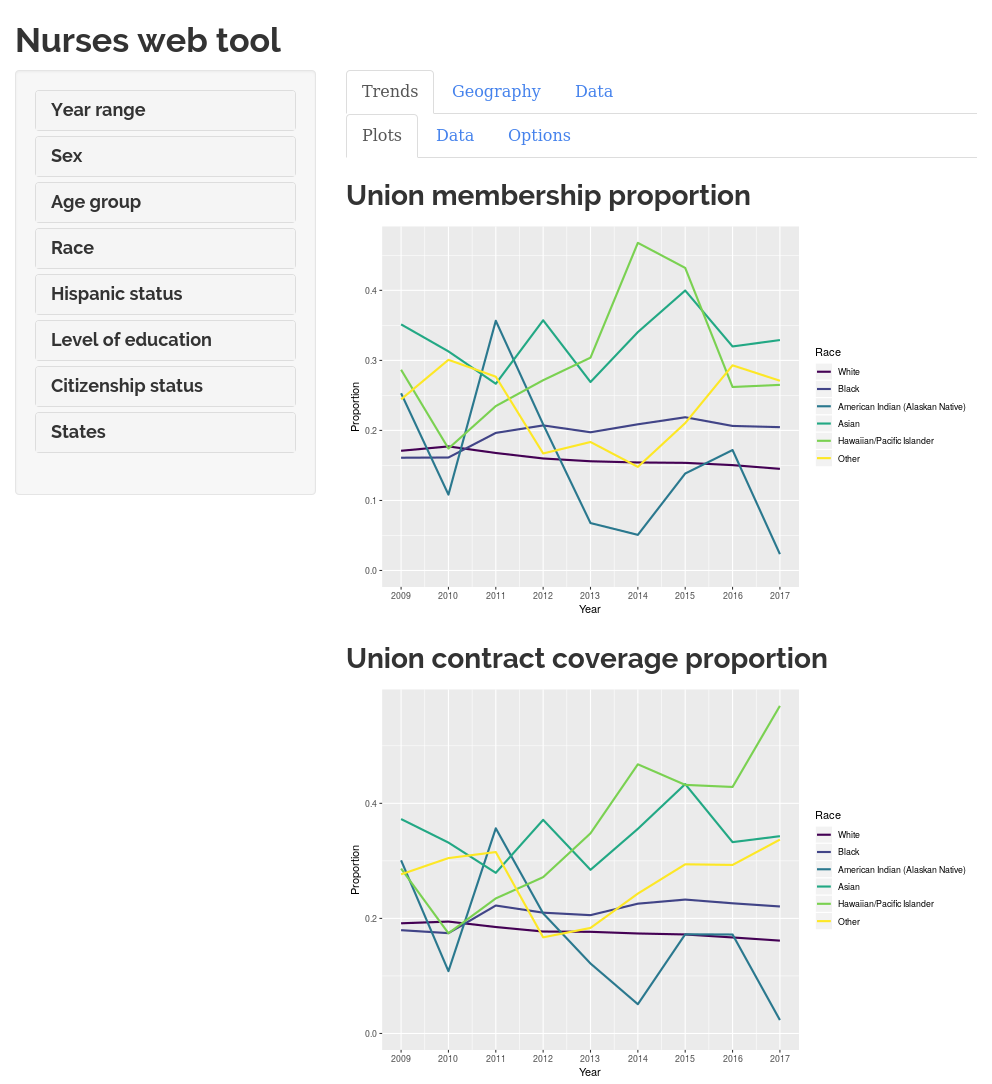 Nurses web tool
Year range
Sex
Age group
Race
Hispanic status
Level of education
Citizenship status
States
Trends Geography Data
Plots Data Options
Union membership proportion
Proportion
0.4
0.3
0.2
0.1
0.0
2009 2010 2011 2012 2013 2014 2015 2016 2017
Year
Race
White
Black
American Indian (Alaskan Native)
Asian
Hawaiian/Pacific Islander
Other
Union contract coverage proportion
Proportion
0.4
0.2
0.0
2009 2010 2011 2012 2013 2014 2015 2016 2017
Year
Race
White
Black
American Indian (Alaskan Native)
Asian
Hawaiian/Pacific Islander
Other